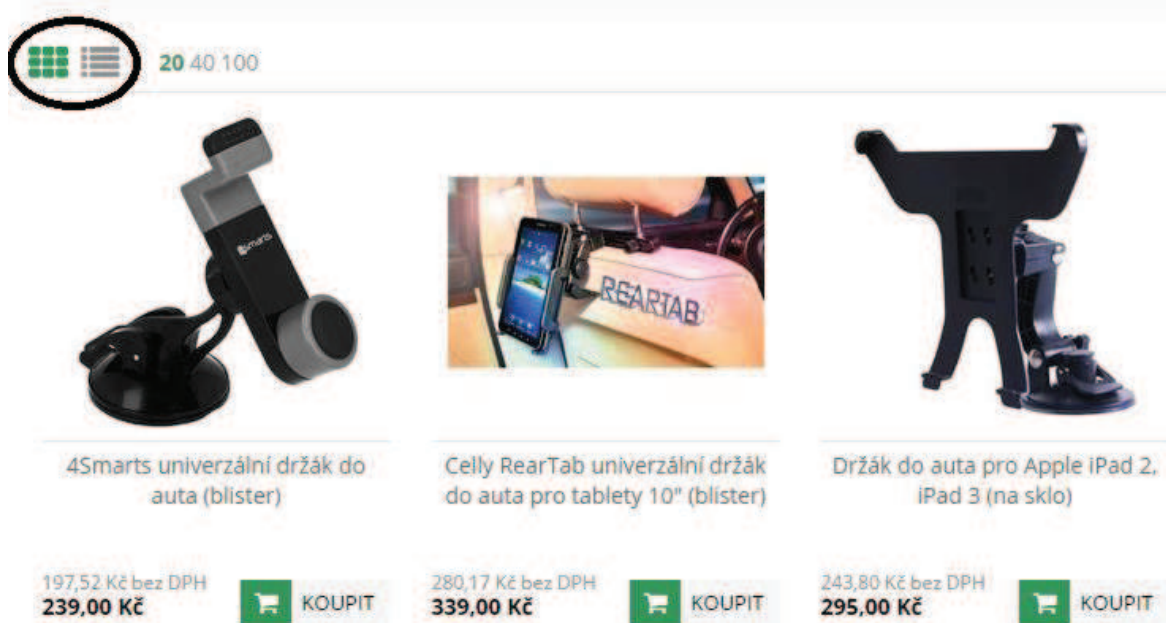 20 40 100
4smarts
REARTAB
4Smarts univerzální držák do
auta (blister)
Celly RearTab univerzální držák
do auta pro tablety 10" (blister)
Držák do auta pro Apple iPad 2,
iPad 3 (na sklo)
197,52 Kč bez DPH
239,00 Kč
KOUPIT
280,17 Kč bez DPH
339,00 Kč
KOUPIT
243,80 Kč bez DPH
295,00 Kč
KOUPIT